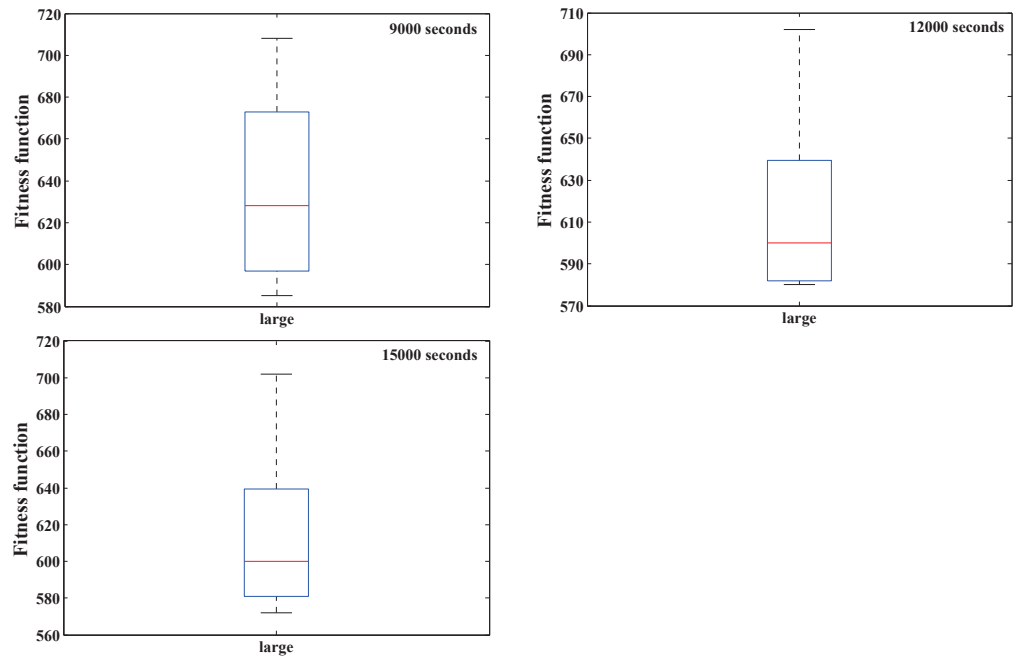 720
700
680
660
640
620
600
580
Fitness function
9000 seconds
large
710
690
670
650
630
610
590
570
Fitness function
12000 seconds
large
720
700
680
660
640
620
600
580
560
Fitness function
15000 seconds
large